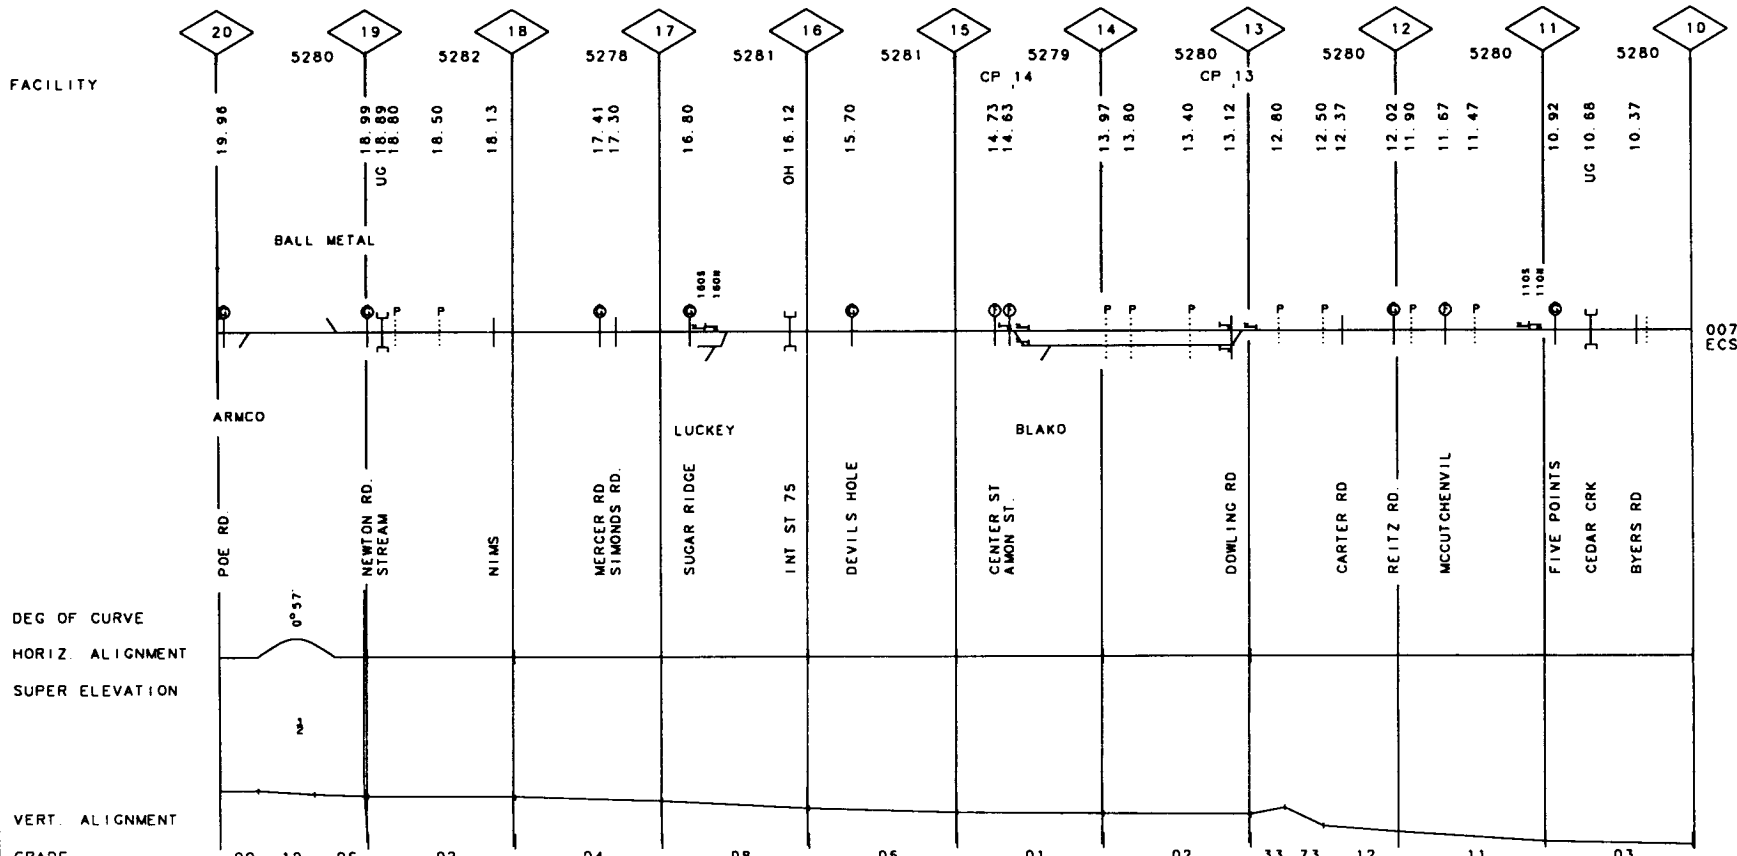 20 19 18 17 16 15 14 13 12 11 10
5280 5282 5278 5281 5281 5279 5280 5280 5280 5280
FACILITY
CP 14 CP 13
19.96
18.99
UG 18.89
18.80
18.50
18.13
17.41
17.30
16.80
OH 16.12
15.70
14.73
14.63
13.97
13.80
13.40
13.12
12.80
12.50
12.37
12.02
11.90
11.67
11.47
10.92
UG 10.68
10.37
BALL METAL
160S
160N
110S
110N
P P P P P P P P P
007
ECS
ARMCO
LUCKEY
BLAKO
POE RD.
NEWTON RD.
STREAM
NIMS
MERCER RD
SIMONDS RD.
SUGAR RIDGE
INT ST 75
DEVILS HOLE
CENTER ST
AMON ST.
DOWLING RD
CARTER RD
REITZ RD.
MCCUTCHENVIL
FIVE POINTS
CEDAR CRK
BYERS RD
DEG OF CURVE
0°57'
HORIZ. ALIGNMENT
SUPER ELEVATION
VERT. ALIGNMENT
GRADE